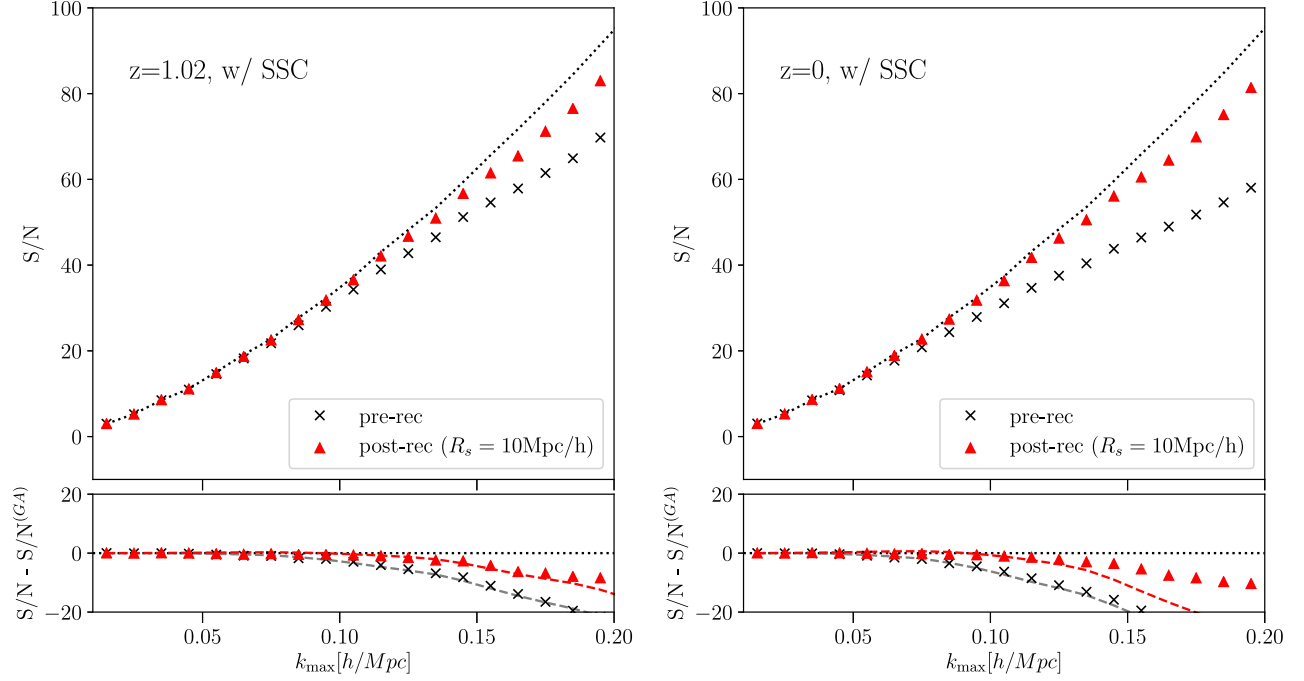 100
80
60
40
20
0
S/N
z=1.02, w/ SSC
pre-rec
post-rec (R_s = 10Mpc/h)
20
0
−20
S/N - S/N^(GA)
0.05
0.10
0.15
0.20
k_max[h/Mpc]
100
80
60
40
20
0
S/N
z=0, w/ SSC
pre-rec
post-rec (R_s = 10Mpc/h)
20
0
−20
S/N - S/N^(GA)
0.05
0.10
0.15
0.20
k_max[h/Mpc]